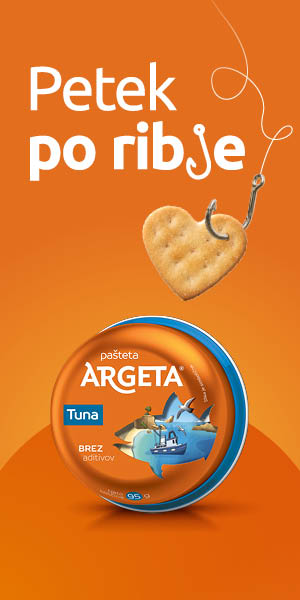 Petek
po ribje
pašteta
ARGETA®
Tuna
BREZ
aditivov
95 g